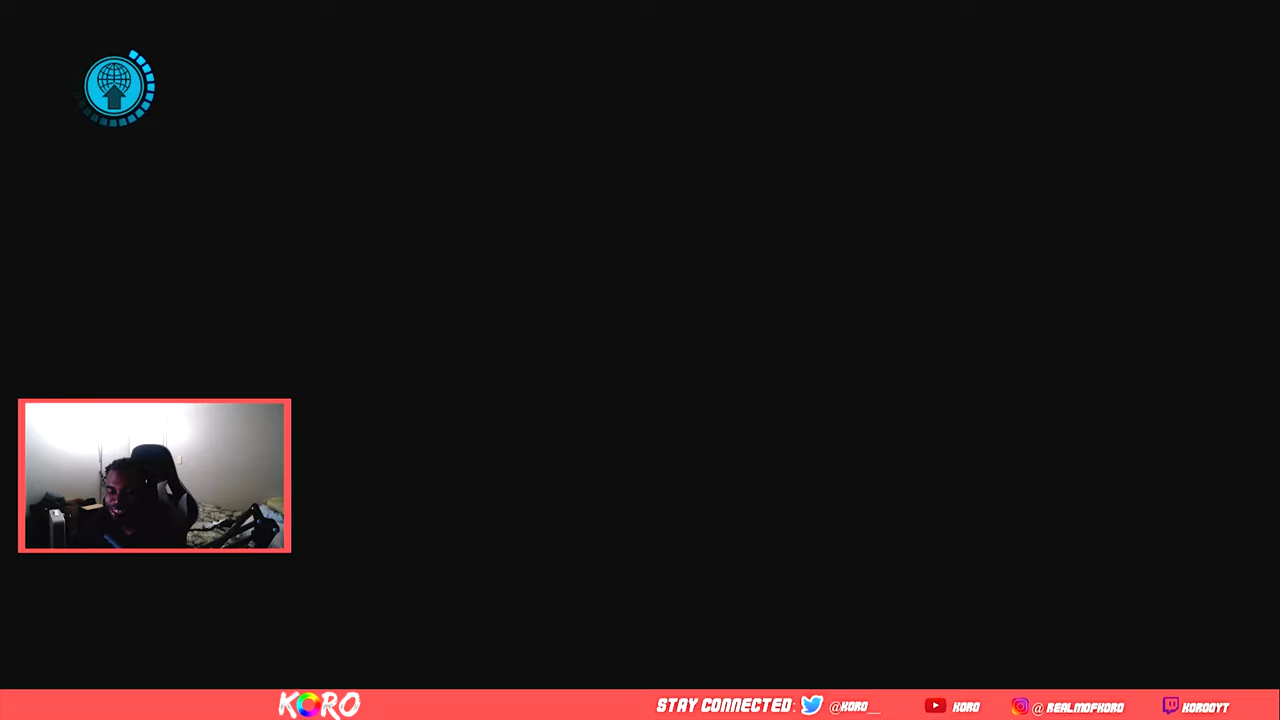 KORO
STAY CONNECTED: @KORO__
KORO
@ REALMOFKORO
KOROOYT